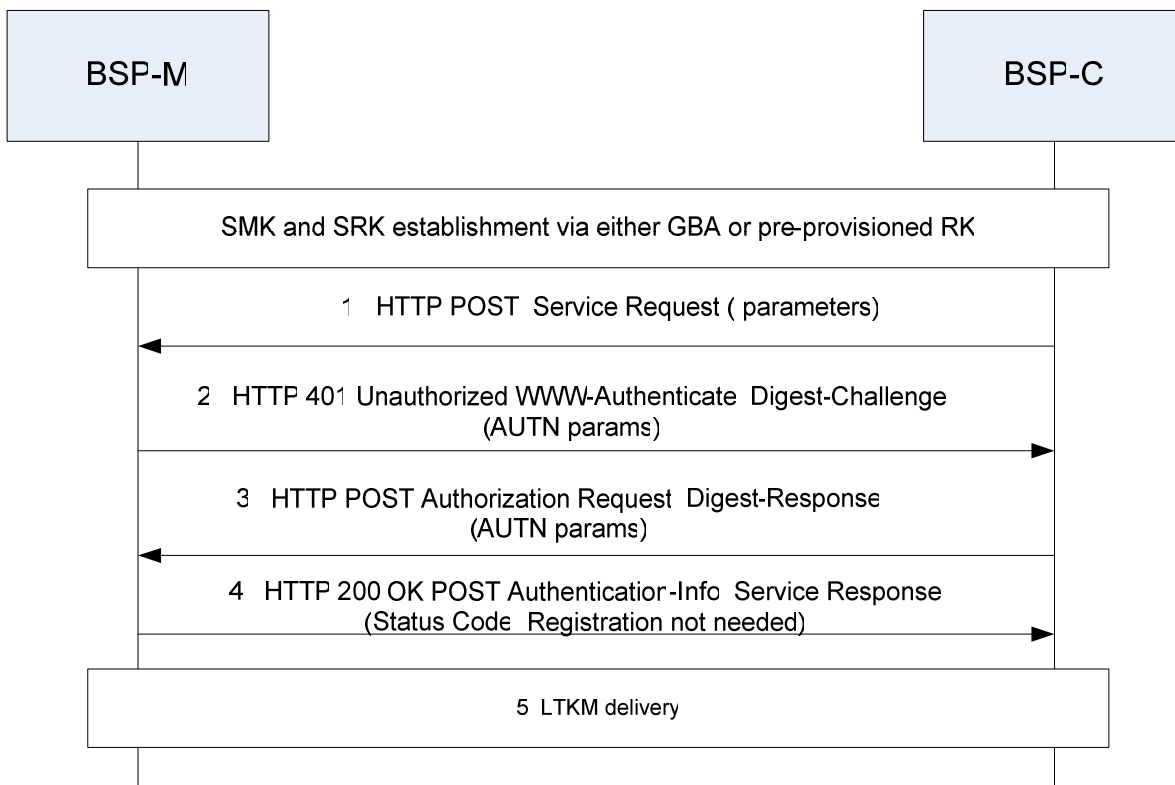 BSP-M
BSP-C
SMK and SRK establishment via either GBA or pre-provisioned RK
1 HTTP POST Service Request ( parameters)
2 HTTP 401 Unauthorized WWW-Authenticate Digest-Challenge
(AUTN params)
3 HTTP POST Authorization Request Digest-Response
(AUTN params)
4 HTTP 200 OK POST Authentication-Info Service Response
(Status Code Registration not needed)
5 LTKM delivery